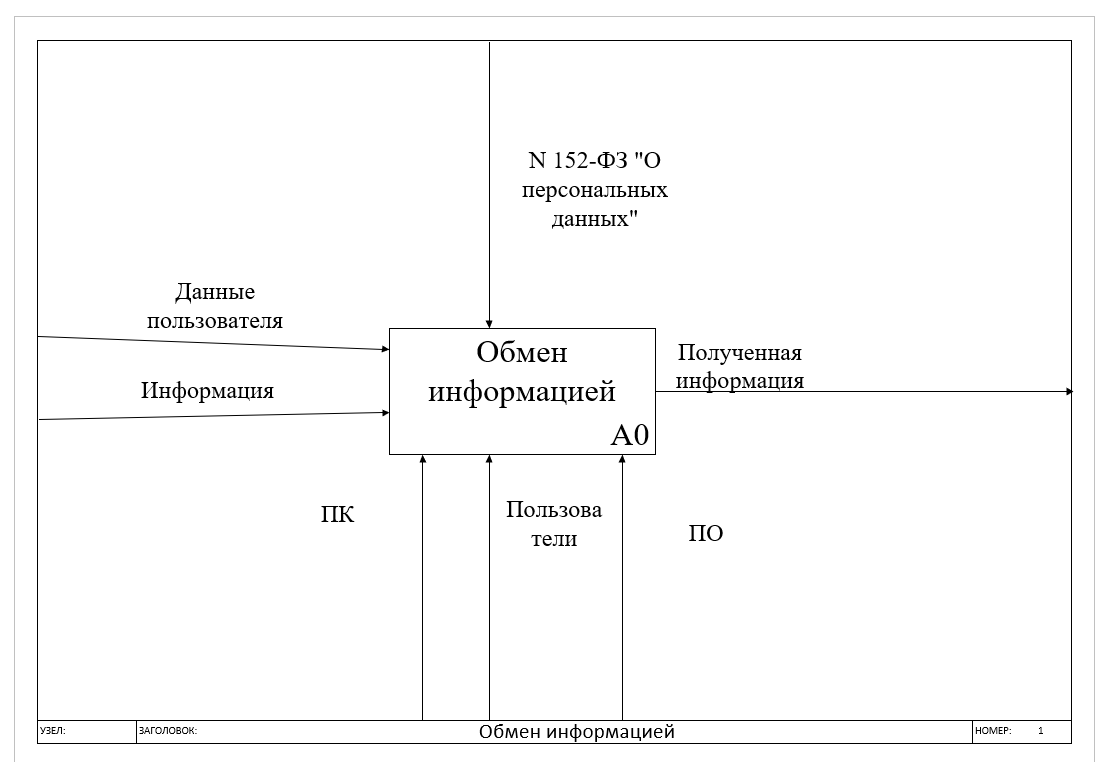 N 152-ФЗ "О
персональных
данных"
Данные
пользователя
Обмен
информацией
A0
Полученная
информация
Информация
ПК
Пользова
тели
ПО
УЗЕЛ:
ЗАГОЛОВОК:
Обмен информацией
НОМЕР: 1